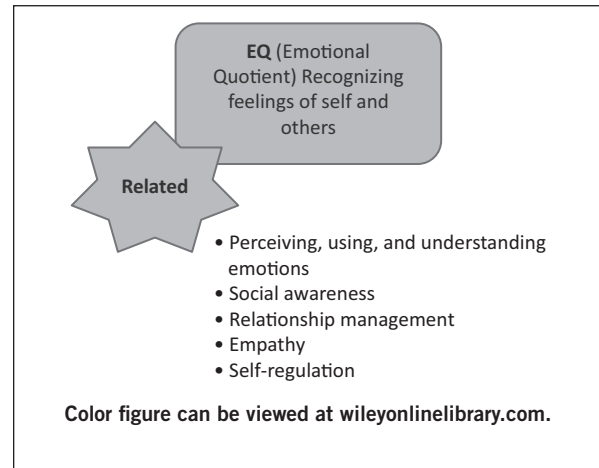 EQ (Emotional
Quotient) Recognizing
feelings of self and
others
Related
• Perceiving, using, and understanding
emotions
• Social awareness
• Relationship management
• Empathy
• Self-regulation
Color figure can be viewed at wileyonlinelibrary.com.